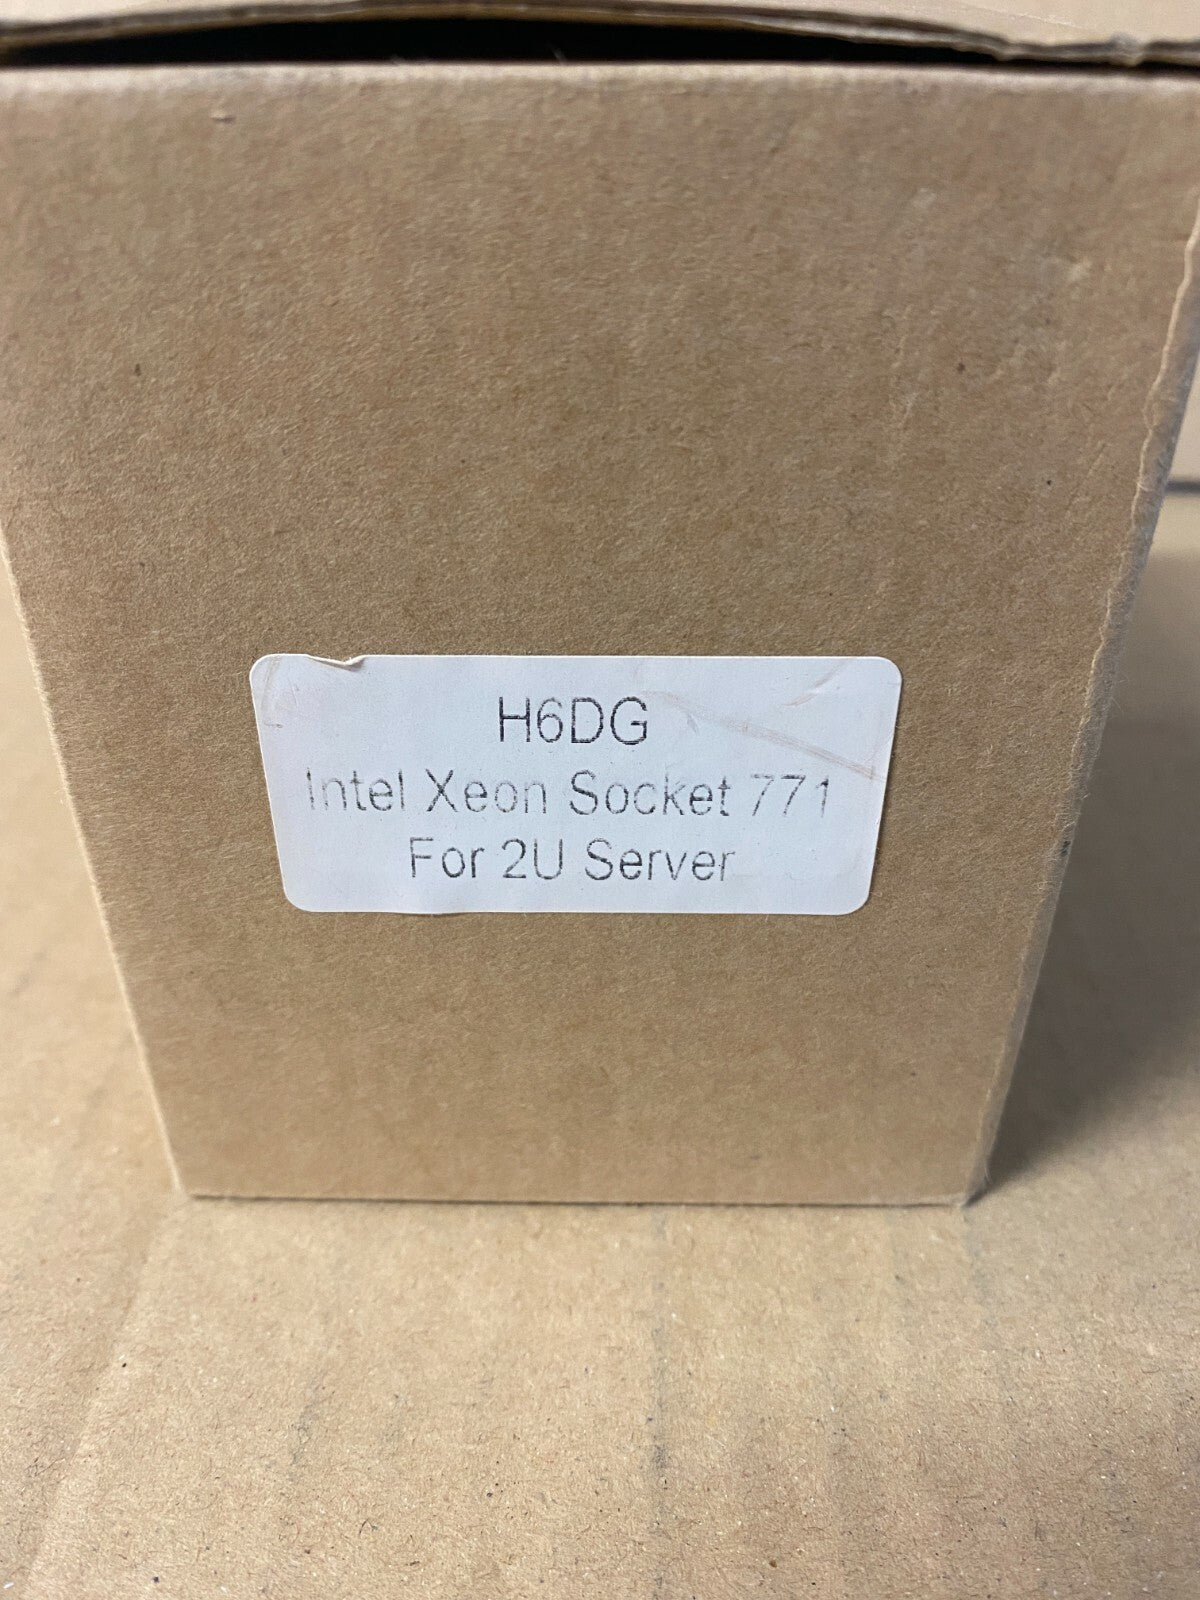 H6DG
Intel Xeon Socket 771
For 2U Server